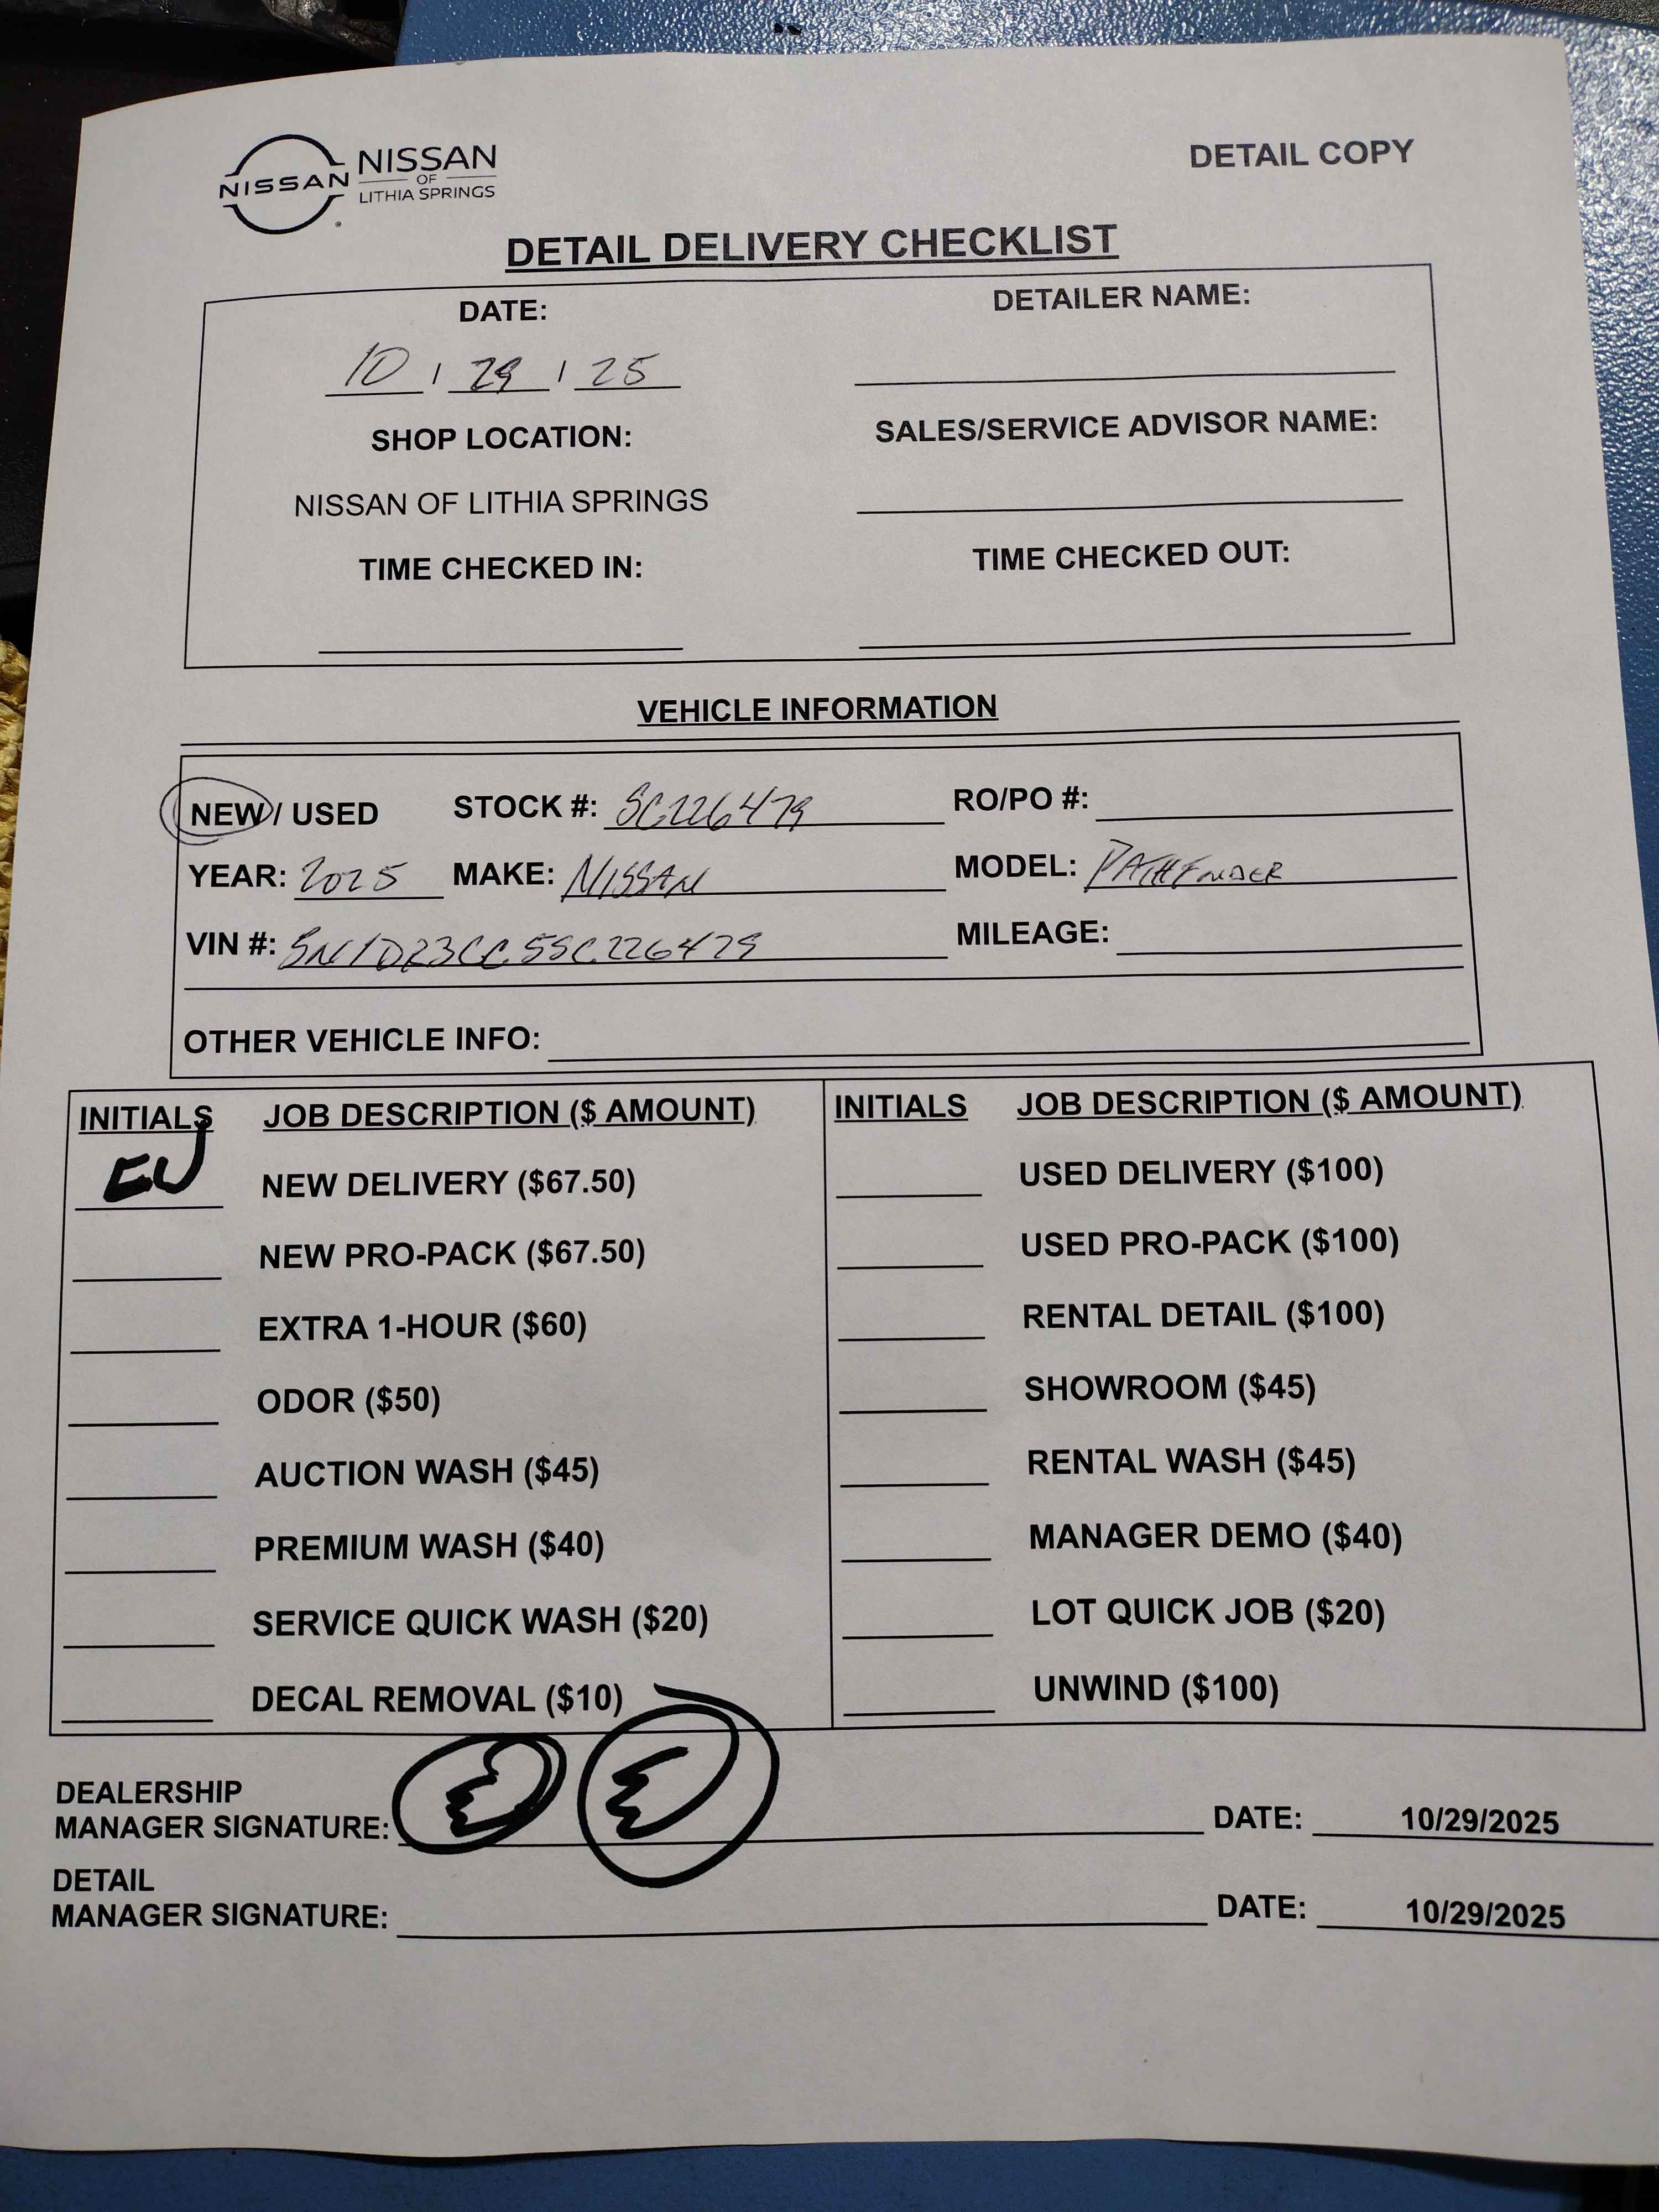 NISSAN
NISSAN
OF
LITHIA SPRINGS
DETAIL COPY
DETAIL DELIVERY CHECKLIST
DATE:
10 / 29 / 25
DETAILER NAME:
SHOP LOCATION:
NISSAN OF LITHIA SPRINGS
SALES/SERVICE ADVISOR NAME:
TIME CHECKED IN:
TIME CHECKED OUT:
VEHICLE INFORMATION
NEW / USED STOCK #: SC226479 RO/PO #:
YEAR: 2025 MAKE: NISSAN MODEL: PATHFINDER
VIN #: MILEAGE:
OTHER VEHICLE INFO:
INITIALS JOB DESCRIPTION ($ AMOUNT)
NEW DELIVERY ($67.50)
NEW PRO-PACK ($67.50)
EXTRA 1-HOUR ($60)
ODOR ($50)
AUCTION WASH ($45)
PREMIUM WASH ($40)
SERVICE QUICK WASH ($20)
DECAL REMOVAL ($10)
INITIALS JOB DESCRIPTION ($ AMOUNT)
USED DELIVERY ($100)
USED PRO-PACK ($100)
RENTAL DETAIL ($100)
SHOWROOM ($45)
RENTAL WASH ($45)
MANAGER DEMO ($40)
LOT QUICK JOB ($20)
UNWIND ($100)
DEALERSHIP
MANAGER SIGNATURE: DATE: 10/29/2025
DETAIL
MANAGER SIGNATURE: DATE: 10/29/2025